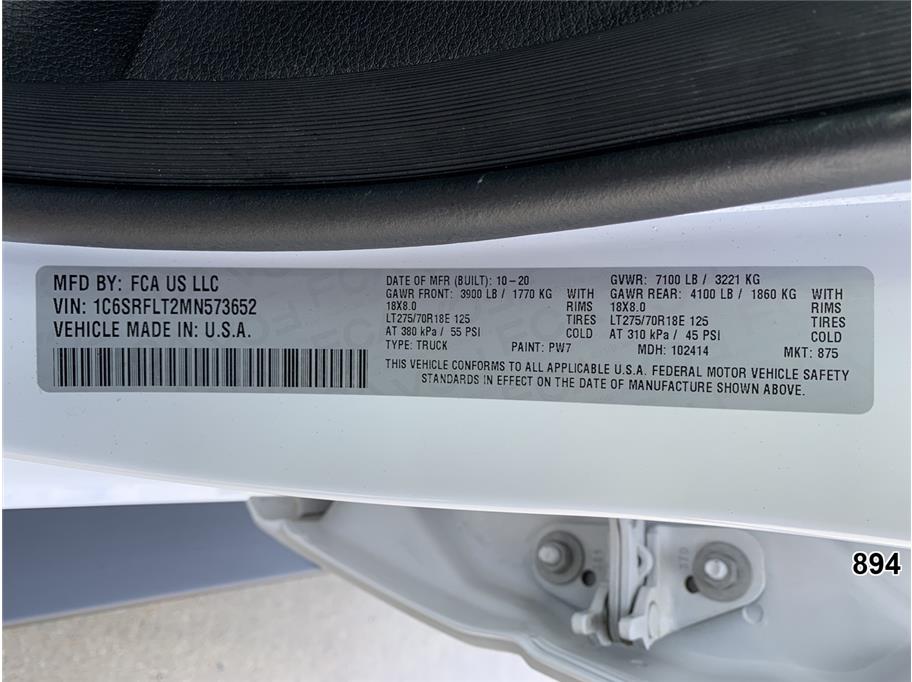 MFD BY: FCA US LLC
VIN: 1C6SRFLT2MN573652
VEHICLE MADE IN: U.S.A.
DATE OF MFR (BUILT): 10-20
GAWR FRONT: 3900 LB / 1770 KG WITH
18X8.0 RIMS
LT275/70R18E 125 TIRES
AT 380 kPa / 55 PSI COLD
TYPE: TRUCK PAINT: PW7
GVWR: 7100 LB / 3221 KG
GAWR REAR: 4100 LB / 1860 KG WITH
18X8.0 RIMS
LT275/70R18E 125 TIRES
AT 310 kPa / 45 PSI COLD
MDH: 102414 MKT: 875
THIS VEHICLE CONFORMS TO ALL APPLICABLE U.S.A. FEDERAL MOTOR VEHICLE SAFETY
STANDARDS IN EFFECT ON THE DATE OF MANUFACTURE SHOWN ABOVE.
894